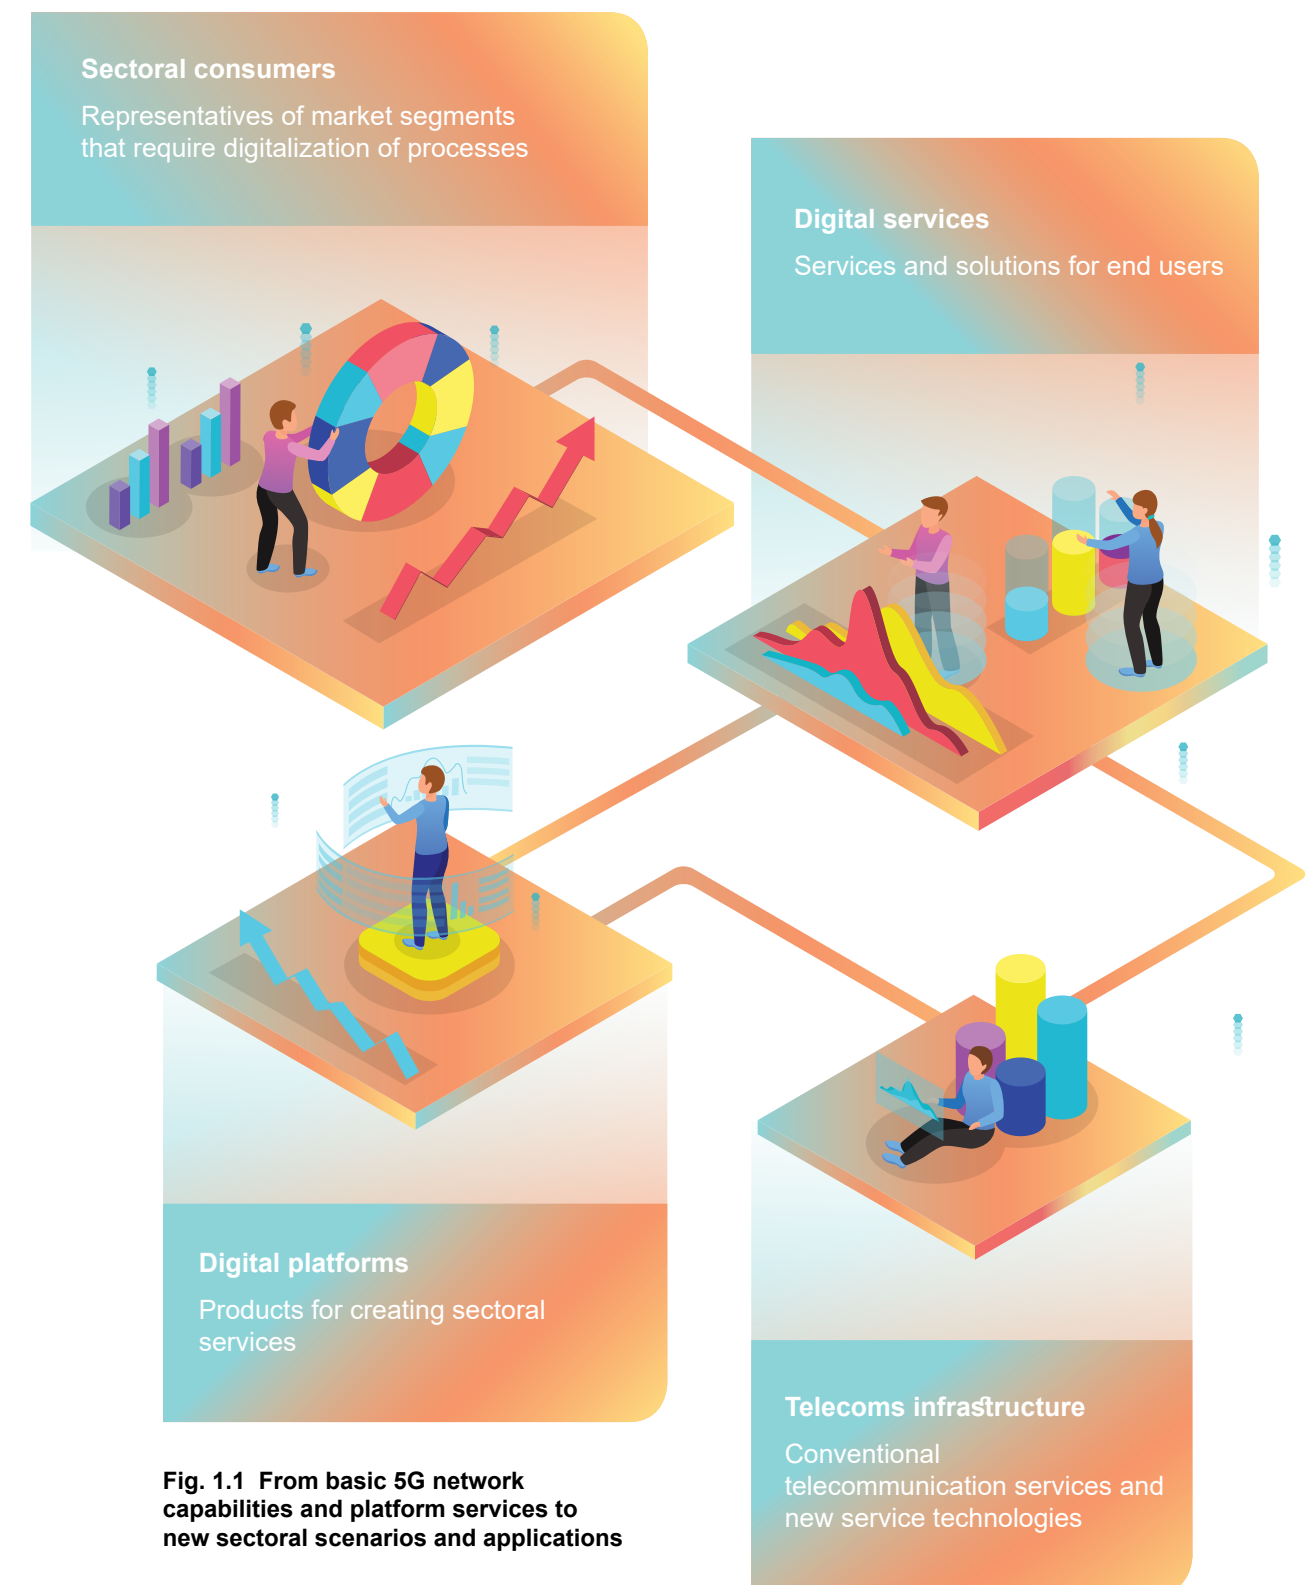 Sectoral consumers
Representatives of market segments
that require digitalization of processes
Digital services
Services and solutions for end users
Digital platforms
Products for creating sectoral
services
Telecoms infrastructure
Conventional
telecommunication services and
new service technologies
Fig. 1.1 From basic 5G network
capabilities and platform services to
new sectoral scenarios and applications